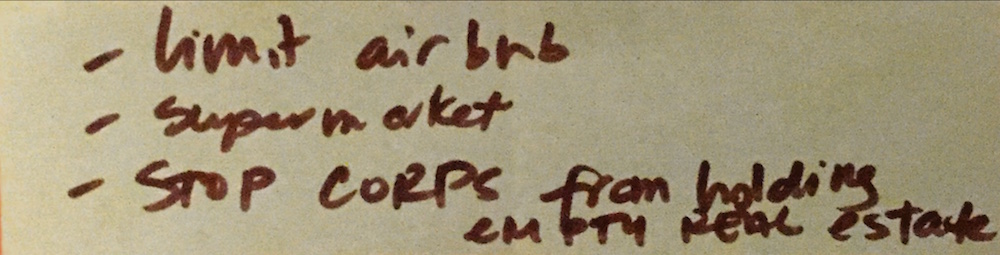 - limit airbnb
- supermarket
- STOP CORPS from holding
EMPTY REAL estate